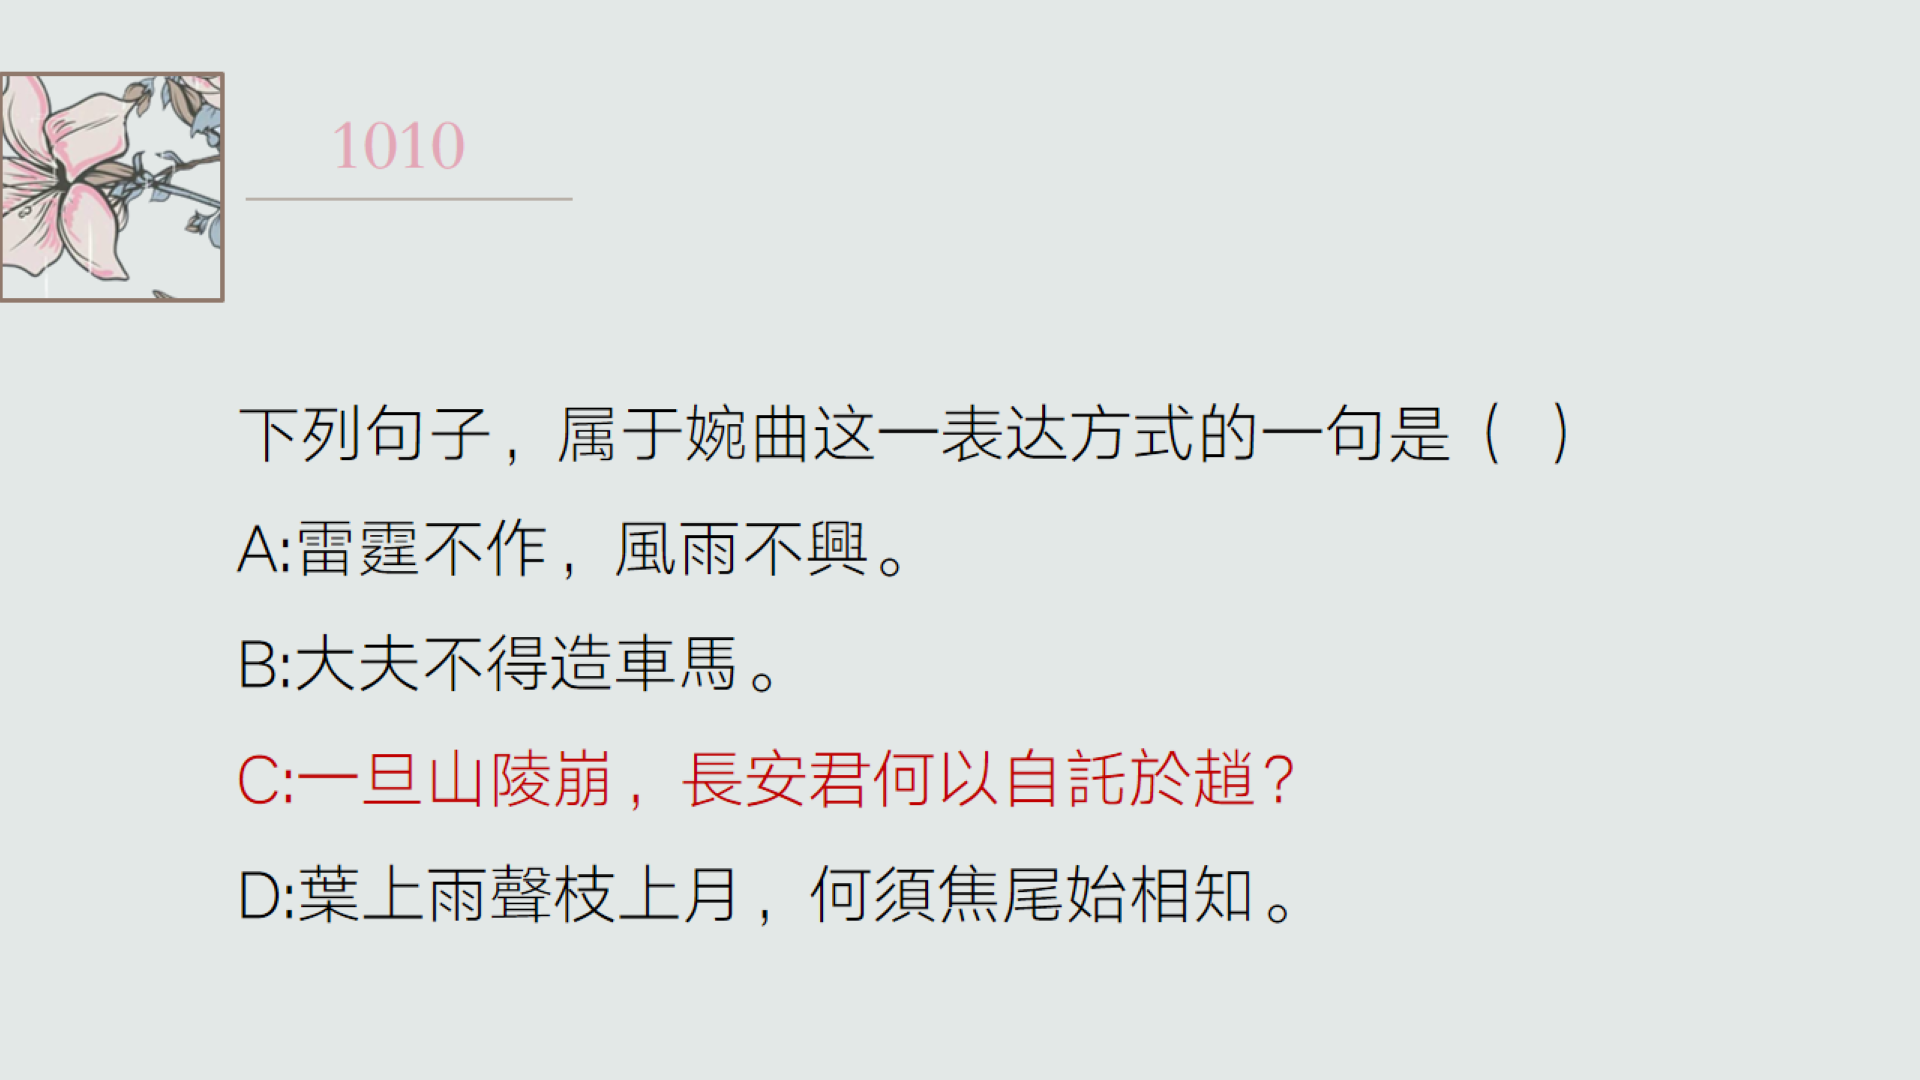 1010
下列句子，属于婉曲这一表达方式的一句是（  ）
A:雷霆不作，風雨不興。
B:大夫不得造車馬。
C:一旦山陵崩，長安君何以自託於趙？
D:葉上雨聲枝上月，何須焦尾始相知。